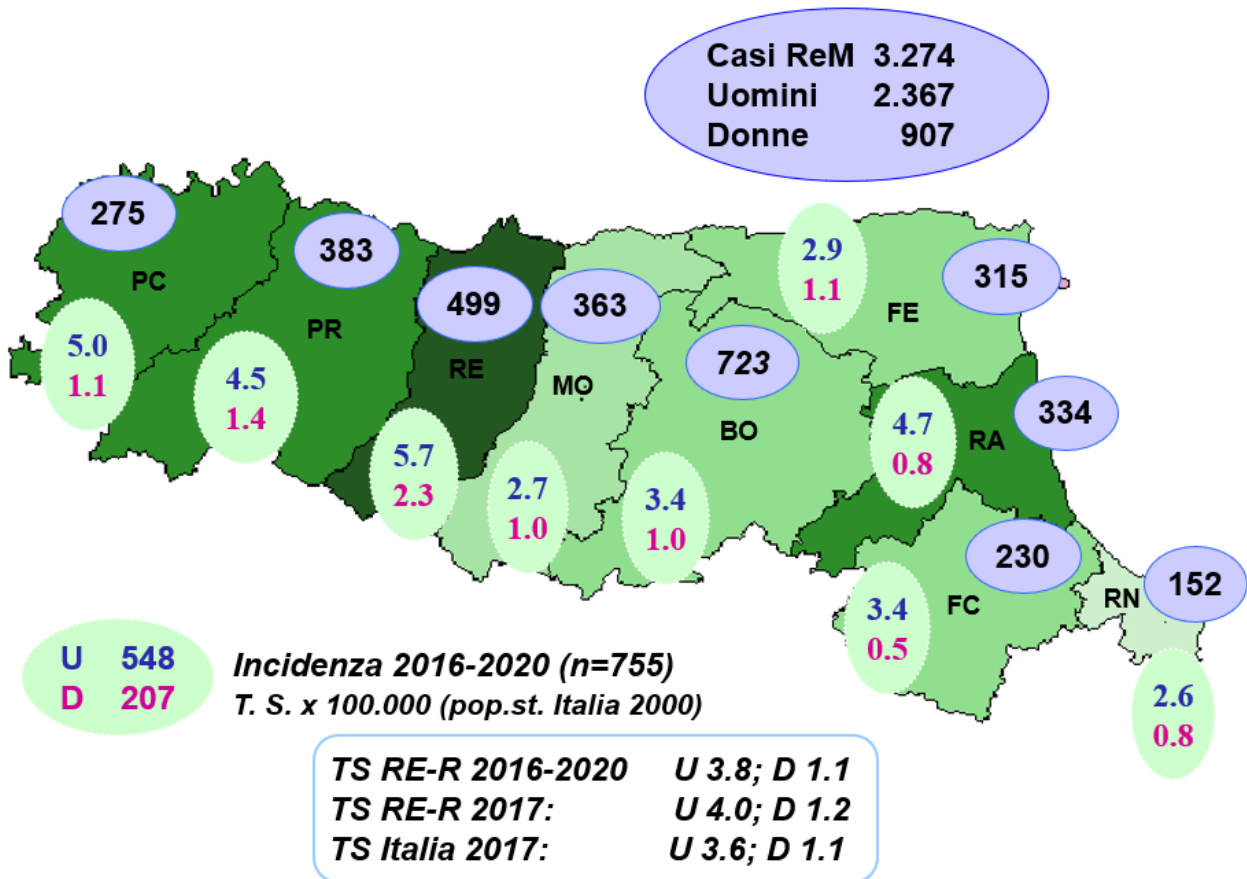 Casi ReM 3.274
Uomini 2.367
Donne 907
275
PC
5.0
1.1
383
PR
4.5
1.4
499
RE
5.7
2.3
363
MO
2.7
1.0
723
BO
3.4
1.0
2.9
1.1
FE
315
4.7
0.8
RA
334
230
FC
3.4
0.5
RN
152
2.6
0.8
U 548
D 207
Incidenza 2016-2020 (n=755)
T. S. x 100.000 (pop.st. Italia 2000)
TS RE-R 2016-2020 U 3.8; D 1.1
TS RE-R 2017: U 4.0; D 1.2
TS Italia 2017: U 3.6; D 1.1